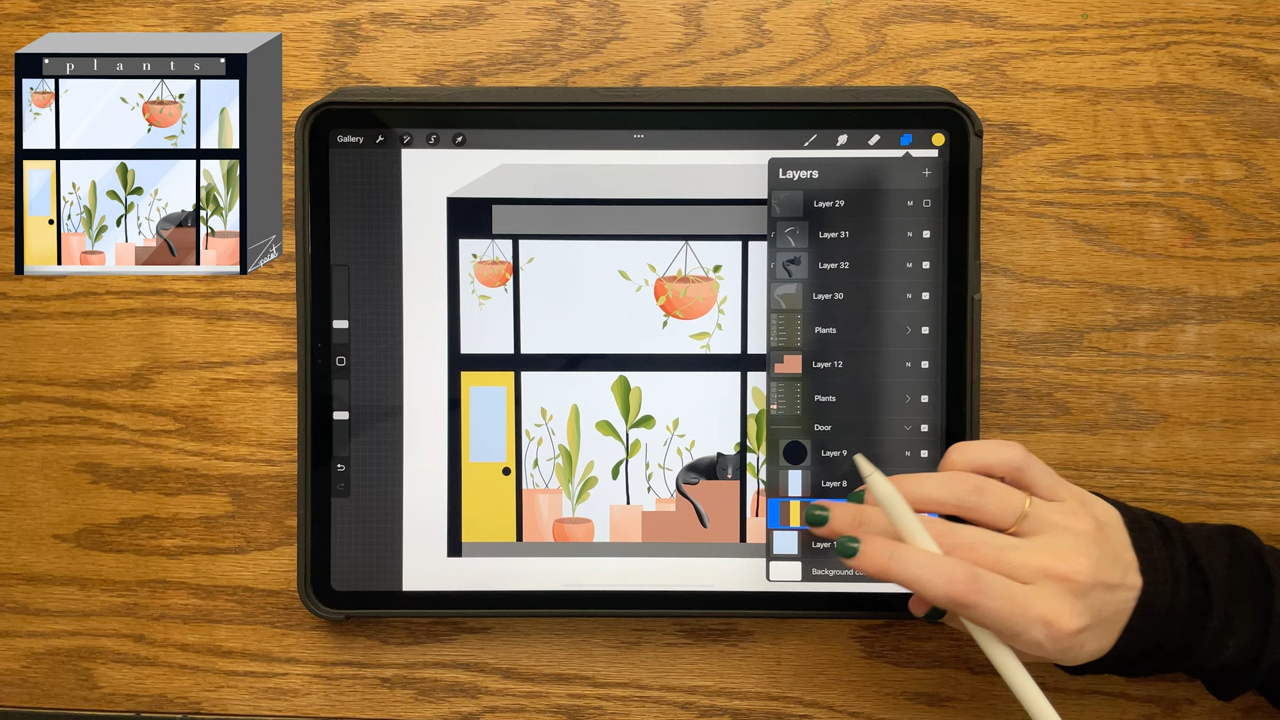 p l a n t s
Gallery
Layers
Layer 29 M
Layer 31 N
Layer 32 M
Layer 30 N
Plants
Layer 12 N
Plants
Door
Layer 9 N
Layer 8
Layer
Background